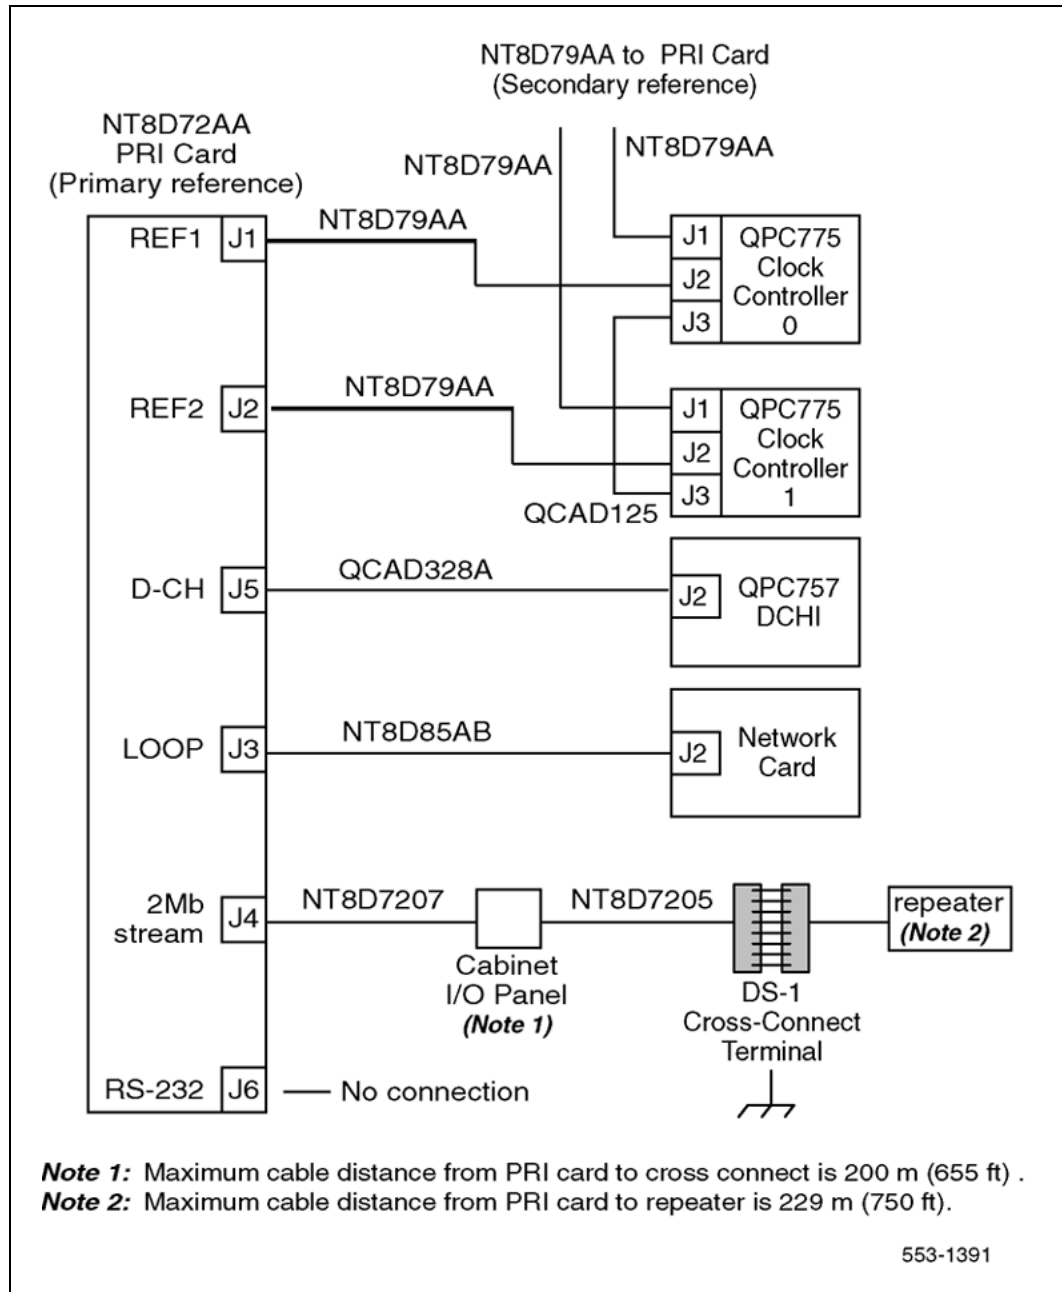 NT8D79AA to PRI Card
(Secondary reference)
NT8D72AA
PRI Card
(Primary reference)
NT8D79AA
NT8D79AA
REF1
J1
NT8D79AA
J1
J2
J3
QPC775
Clock
Controller
0
REF2
J2
NT8D79AA
J1
J2
J3
QPC775
Clock
Controller
1
QCAD125
D-CH
J5
QCAD328A
J2
QPC757
DCHI
LOOP
J3
NT8D85AB
J2
Network
Card
2Mb
stream
J4
NT8D7207
Cabinet
I/O Panel
(Note 1)
NT8D7205
DS-1
Cross-Connect
Terminal
repeater
(Note 2)
RS-232
J6
No connection
Note 1: Maximum cable distance from PRI card to cross connect is 200 m (655 ft) .
Note 2: Maximum cable distance from PRI card to repeater is 229 m (750 ft).
553-1391